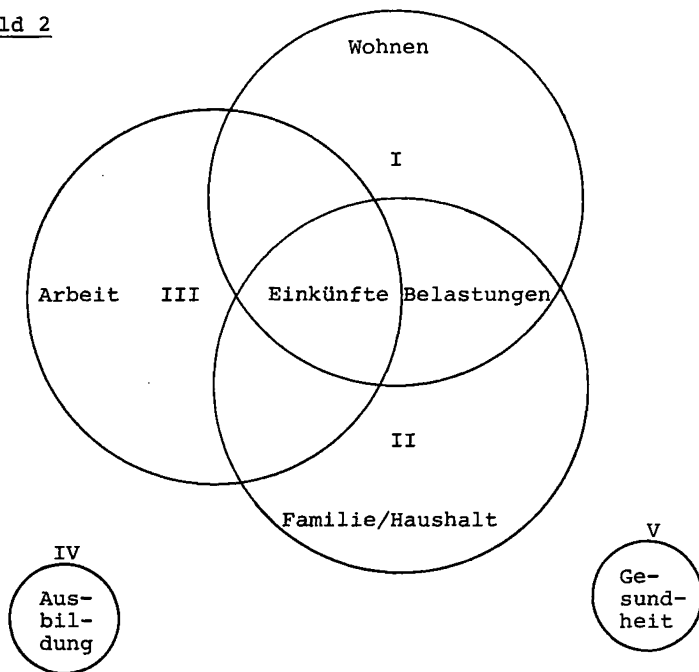 ld 2
Wohnen
I
Arbeit III Einkünfte Belastungen
II
Familie/Haushalt
IV
Aus-
bil-
dung
V
Ge-
sund-
heit